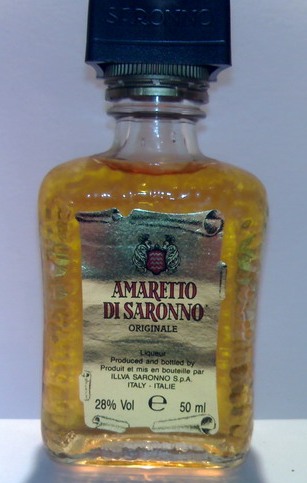 SARONNO
AMARETTO
DI SARONNO®
ORIGINALE
Liqueur
Produced and bottled by
Produit et mis en bouteille par
ILLVA SARONNO S.p.A.
ITALY - ITALIE
28% Vol ℮ 50 ml